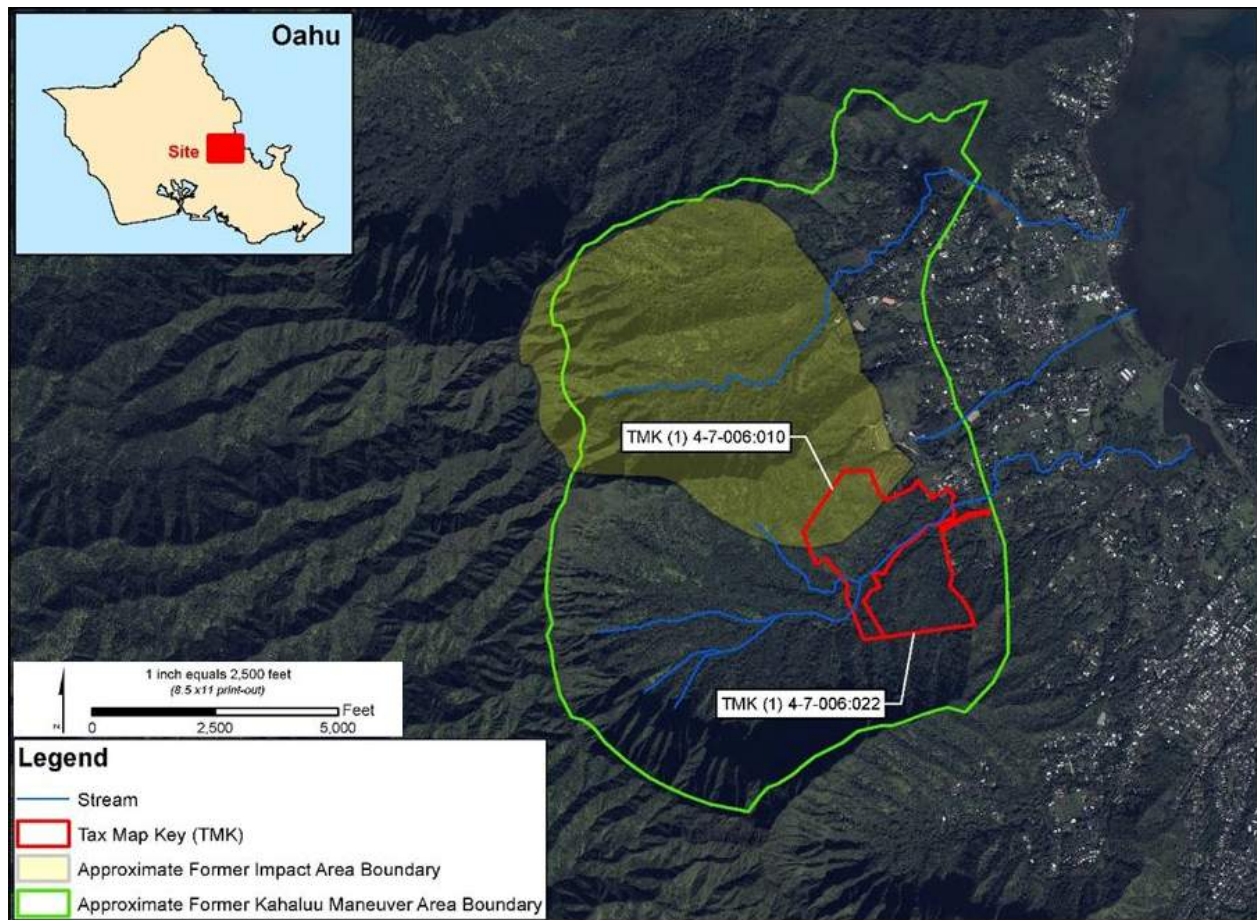 Oahu
Site
TMK (1) 4-7-006:010
TMK (1) 4-7-006:022
1 inch equals 2,500 feet
(8.5 x11 print-out)
Feet
0 2,500 5,000
Z
Legend
Stream
Tax Map Key (TMK)
Approximate Former Impact Area Boundary
Approximate Former Kahaluu Maneuver Area Boundary